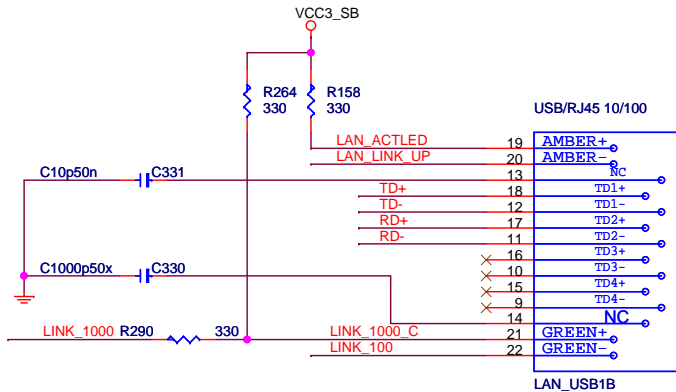 VCC3_SB
R264
330
R158
330
USB/RJ45 10/100
LAN_ACTLED
19
AMBER+
LAN_LINK_UP
20
AMBER-
C10p50n
C331
13
NC
TD+
18
TD1+
TD-
12
TD1-
RD+
17
TD2+
RD-
11
TD2-
16
TD3+
C1000p50x
C330
10
TD3-
15
TD4+
9
TD4-
14
NC
LINK_1000
R290
330
LINK_1000_C
21
GREEN+
LINK_100
22
GREEN-
LAN_USB1B